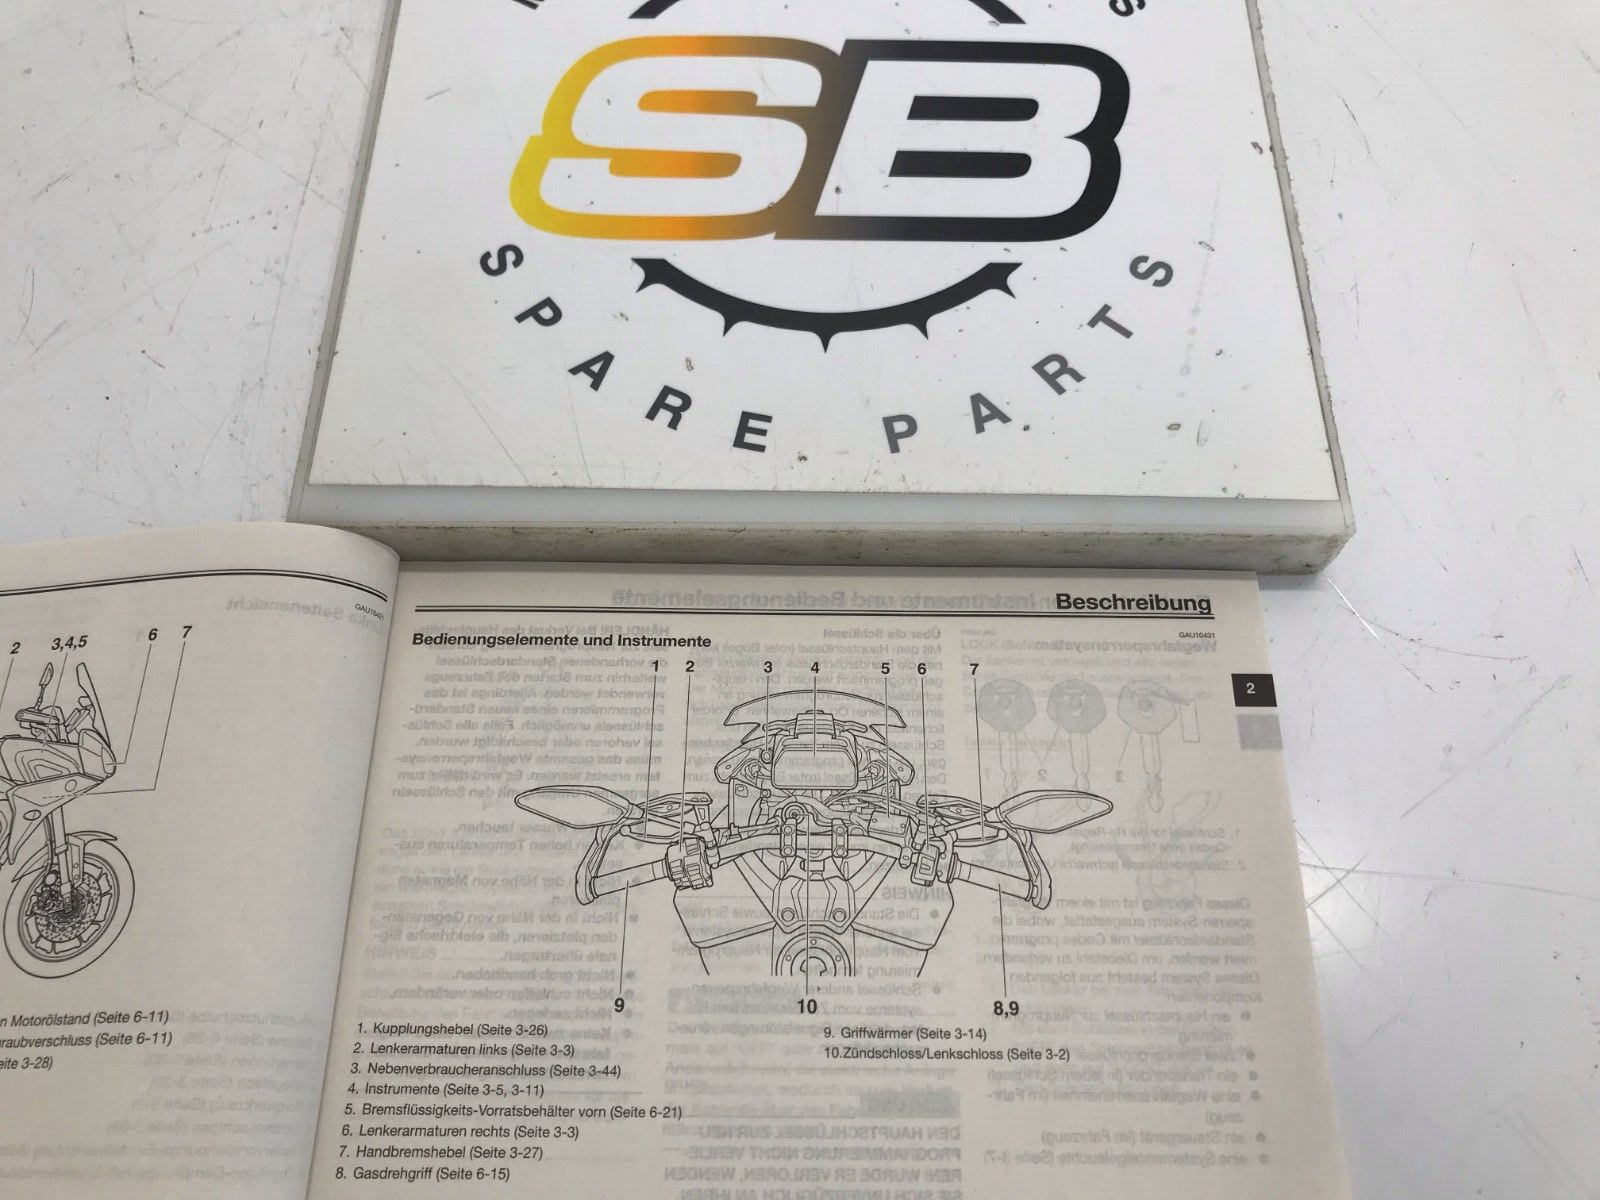 S
SB
SPARE PARTS
GAU10421
2
3,4,5
6
7
n Motorölstand (Seite 6-11)
raubverschluss (Seite 6-11)
eite 3-28)
Beschreibung
GAU10431
Bedienungselemente und Instrumente
1 2 3 4 5 6 7
2
9 10 8,9
1. Kupplungshebel (Seite 3-26)
2. Lenkerarmaturen links (Seite 3-3)
3. Nebenverbraucheranschluss (Seite 3-44)
4. Instrumente (Seite 3-5, 3-11)
5. Bremsflüssigkeits-Vorratsbehälter vorn (Seite 6-21)
6. Lenkerarmaturen rechts (Seite 3-3)
7. Handbremshebel (Seite 3-27)
8. Gasdrehgriff (Seite 6-15)
9. Griffwärmer (Seite 3-14)
10.Zündschloss/Lenkschloss (Seite 3-2)